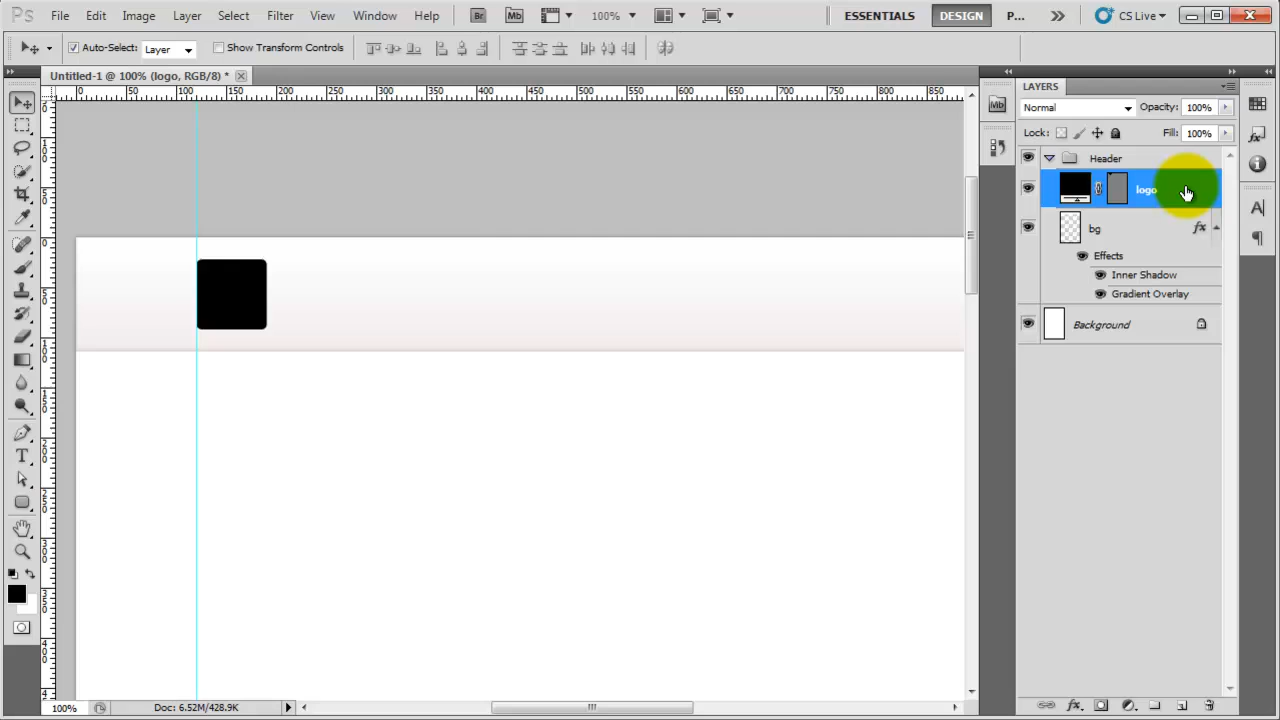 Ps File Edit Image Layer Select Filter View Window Help Br Mb 100% ESSENTIALS DESIGN P... CS Live
Auto-Select: Layer Show Transform Controls
Untitled-1 @ 100% (logo, RGB/8) *
0 50 100 150 200 250 300 350 400 450 500 550 600 650 700 750 800 850
LAYERS
Normal Opacity: 100%
Lock: Fill: 100%
Header
logo
bg fx
Effects
Inner Shadow
Gradient Overlay
Background
100% Doc: 6.52M/428.9K